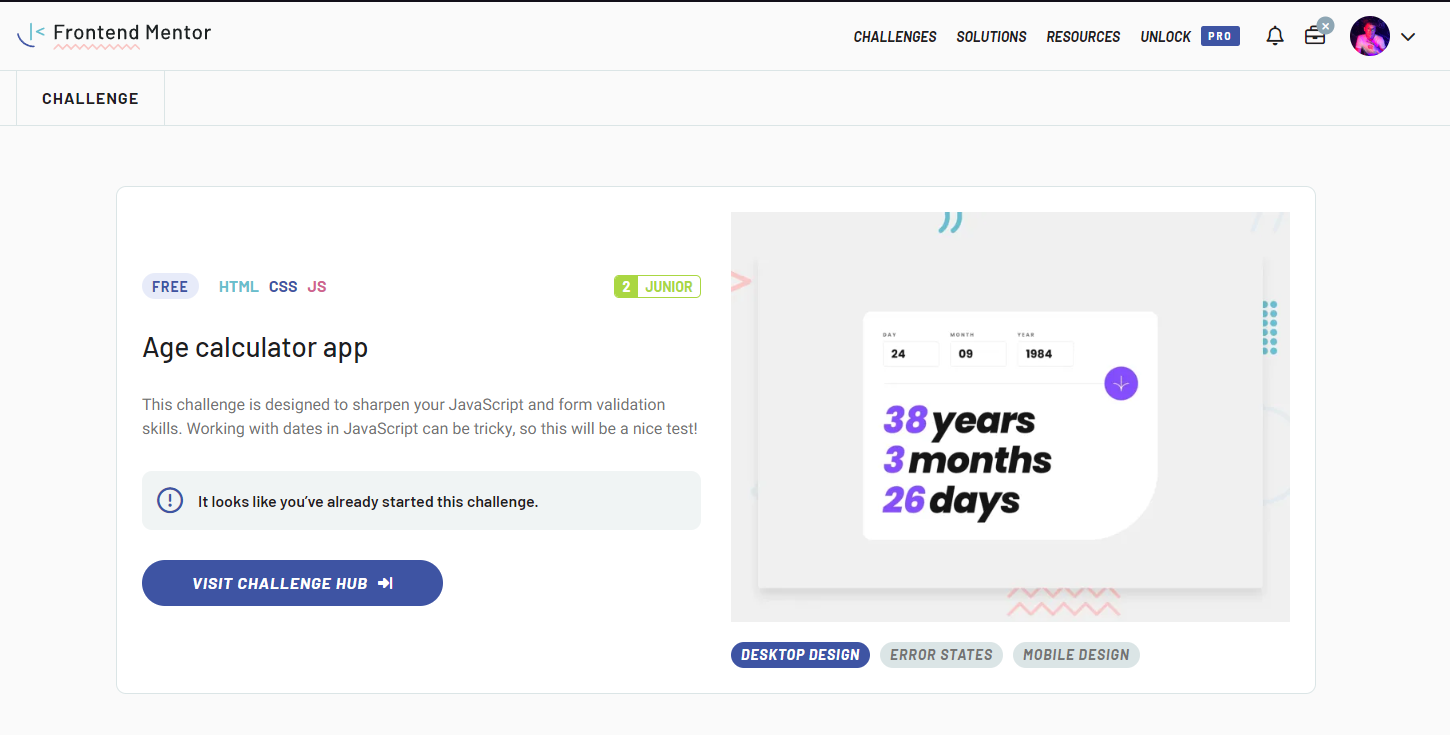 Frontend Mentor
CHALLENGES SOLUTIONS RESOURCES UNLOCK PRO
CHALLENGE
FREE HTML CSS JS 2 JUNIOR
Age calculator app
This challenge is designed to sharpen your JavaScript and form validation
skills. Working with dates in JavaScript can be tricky, so this will be a nice test!
It looks like you’ve already started this challenge.
VISIT CHALLENGE HUB
DAY MONTH YEAR
24 09 1984
38 years
3 months
26 days
DESKTOP DESIGN ERROR STATES MOBILE DESIGN